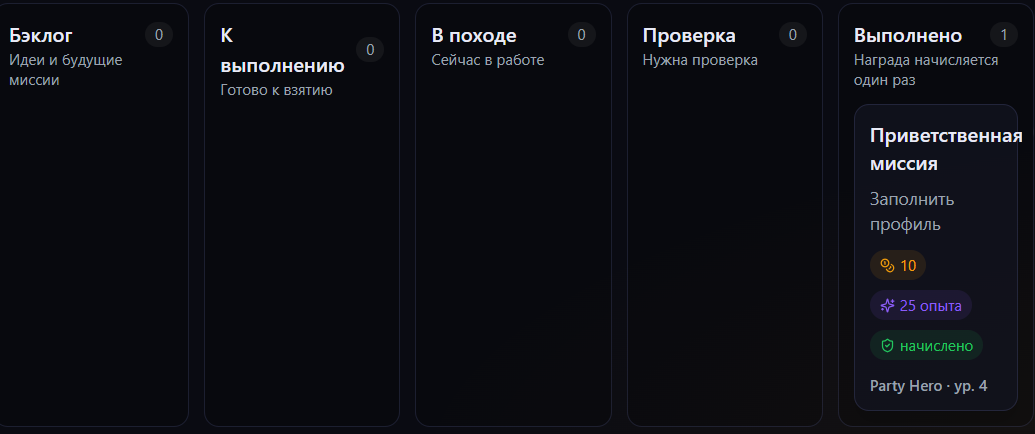 Бэклог
0
Идеи и будущие
миссии
К
выполнению
0
Готово к взятию
В походе
0
Сейчас в работе
Проверка
0
Нужна проверка
Выполнено
1
Награда начисляется
один раз
Приветственная
миссия
Заполнить
профиль
10
25 опыта
начислено
Party Hero · ур. 4